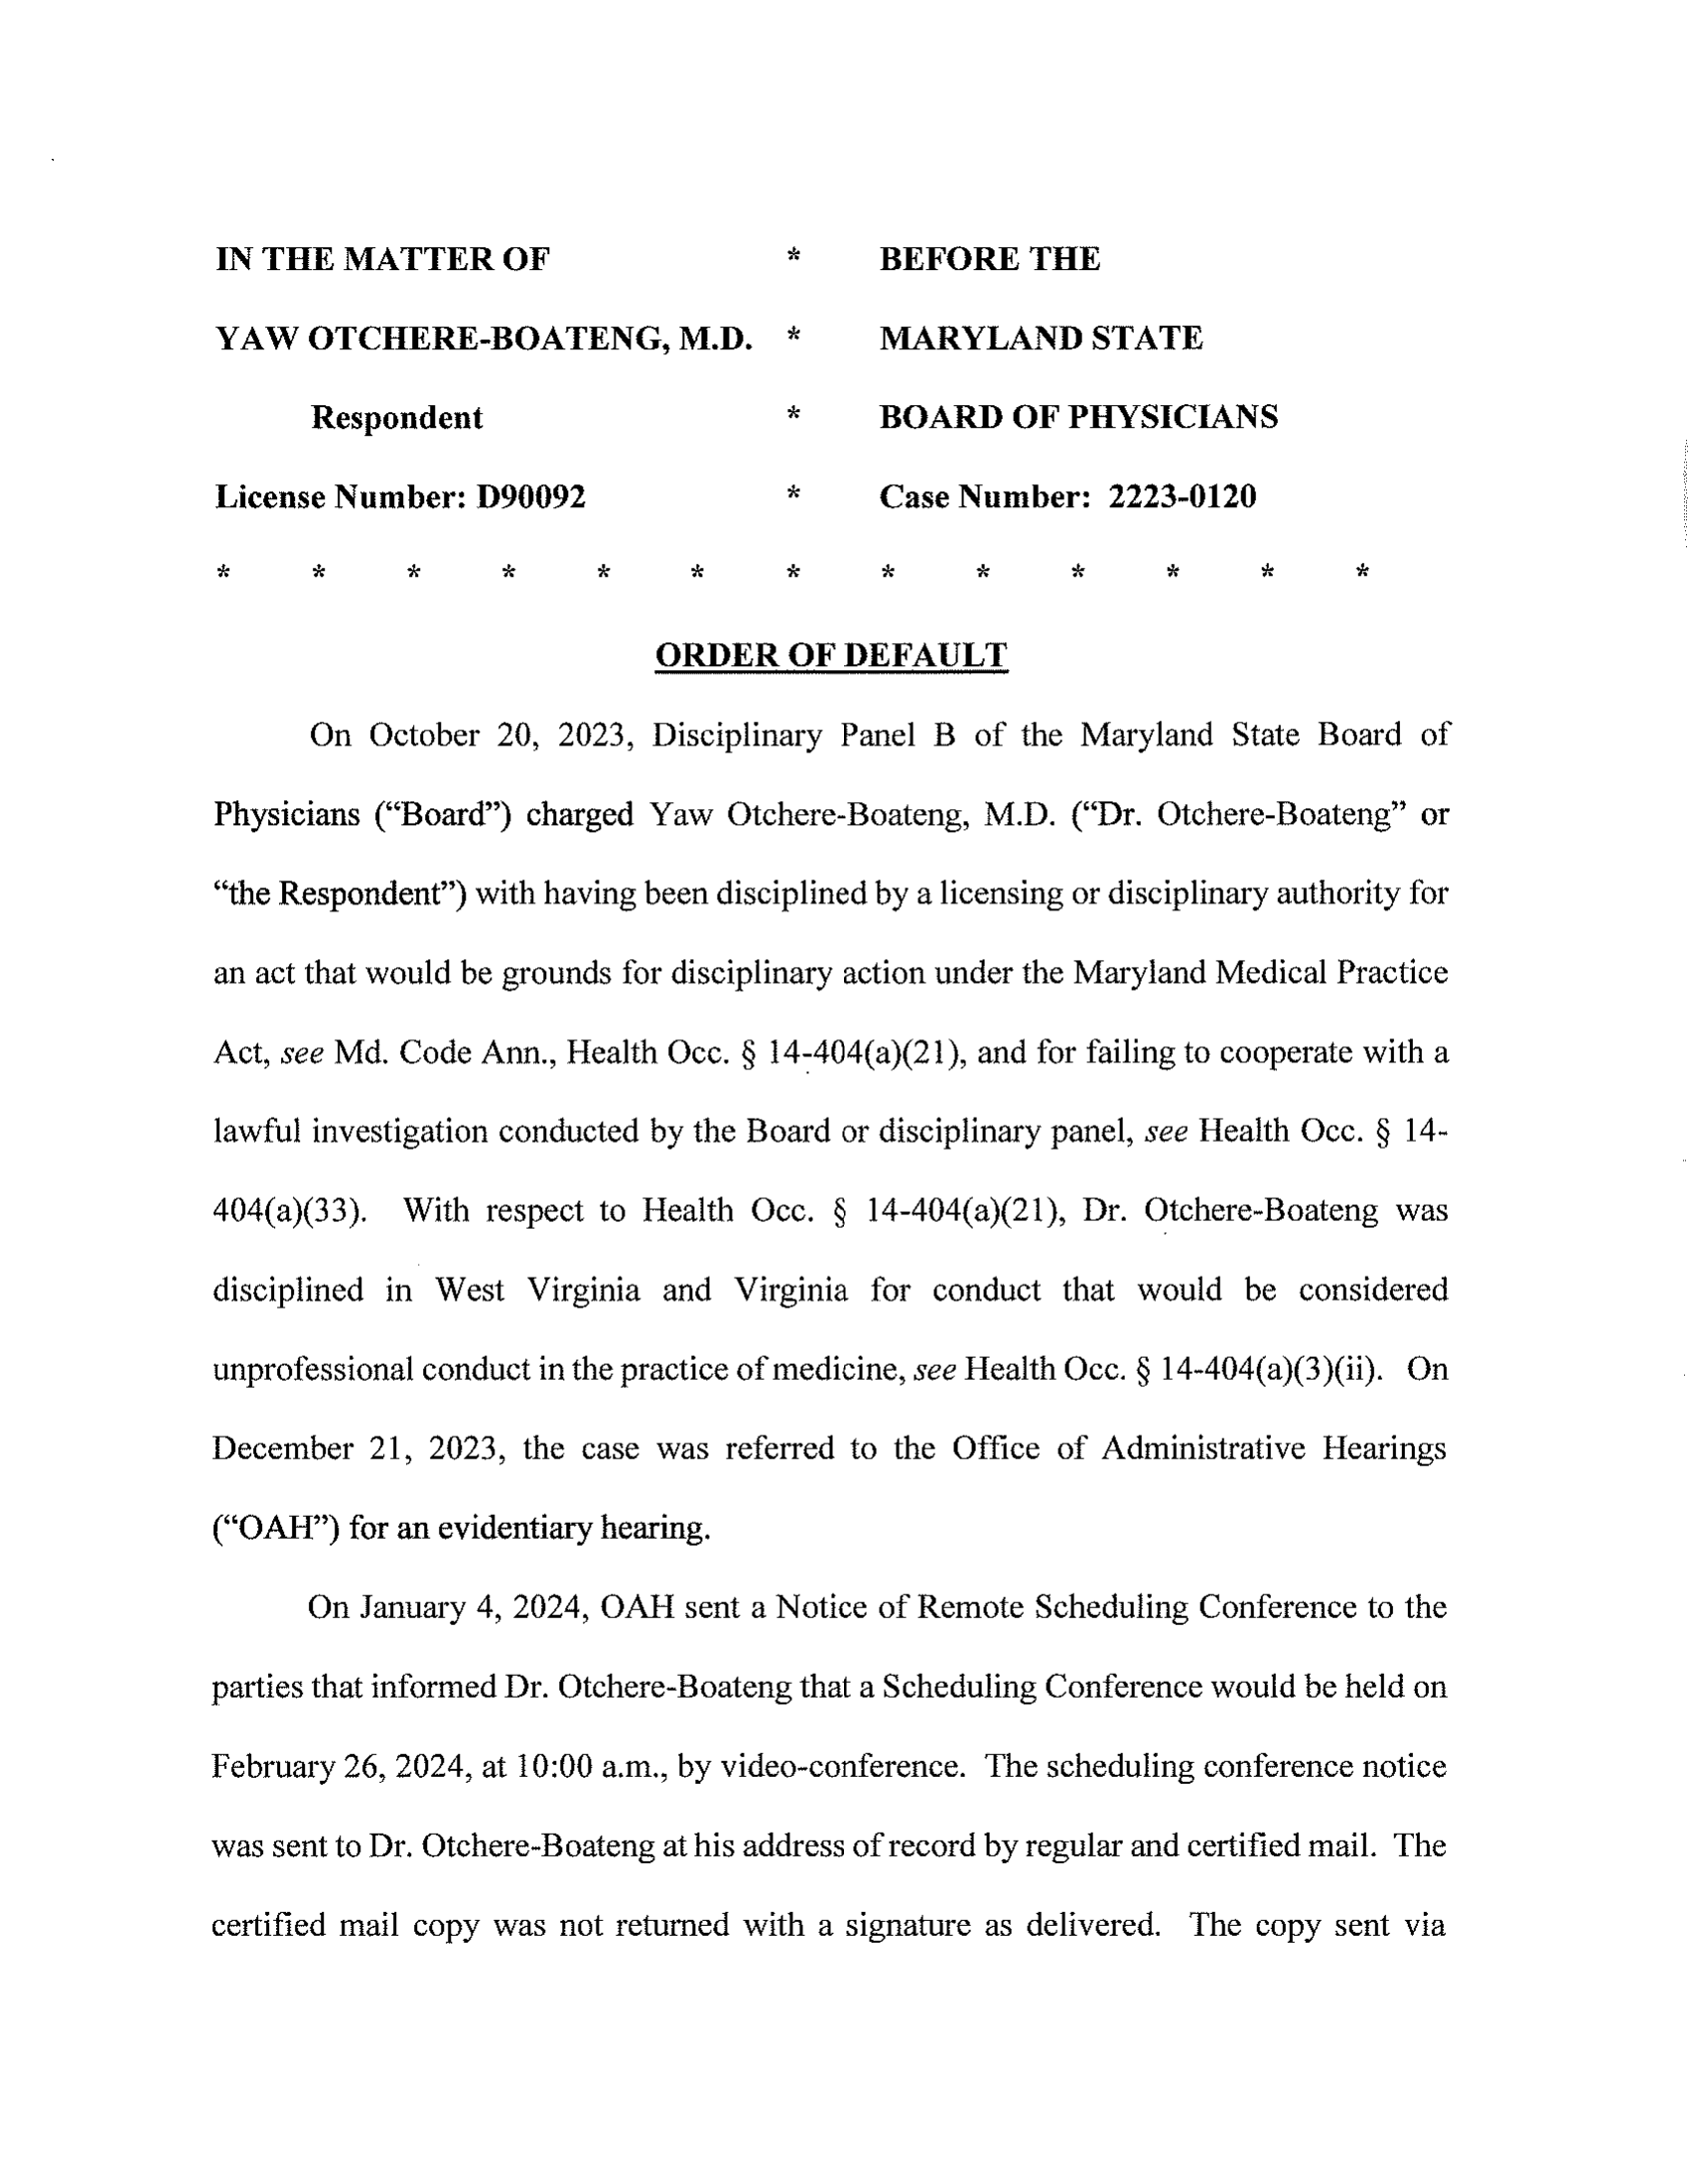 IN THE MATTER OF * BEFORE THE
YAW OTCHERE-BOATENG, M.D. * MARYLAND STATE
Respondent * BOARD OF PHYSICIANS
License Number: D90092 * Case Number: 2223-0120
* * * * * * * * * * * * *
ORDER OF DEFAULT
On October 20, 2023, Disciplinary Panel B of the Maryland State Board of
Physicians (“Board”) charged Yaw Otchere-Boateng, M.D. (“Dr. Otchere-Boateng” or
“the Respondent”) with having been disciplined by a licensing or disciplinary authority for
an act that would be grounds for disciplinary action under the Maryland Medical Practice
Act, see Md. Code Ann., Health Occ. § 14-404(a)(21), and for failing to cooperate with a
lawful investigation conducted by the Board or disciplinary panel, see Health Occ. § 14-
404(a)(33). With respect to Health Occ. § 14-404(a)(21), Dr. Otchere-Boateng was
disciplined in West Virginia and Virginia for conduct that would be considered
unprofessional conduct in the practice of medicine, see Health Occ. § 14-404(a)(3)(ii). On
December 21, 2023, the case was referred to the Office of Administrative Hearings
(“OAH”) for an evidentiary hearing.
On January 4, 2024, OAH sent a Notice of Remote Scheduling Conference to the
parties that informed Dr. Otchere-Boateng that a Scheduling Conference would be held on
February 26, 2024, at 10:00 a.m., by video-conference. The scheduling conference notice
was sent to Dr. Otchere-Boateng at his address of record by regular and certified mail. The
certified mail copy was not returned with a signature as delivered. The copy sent via